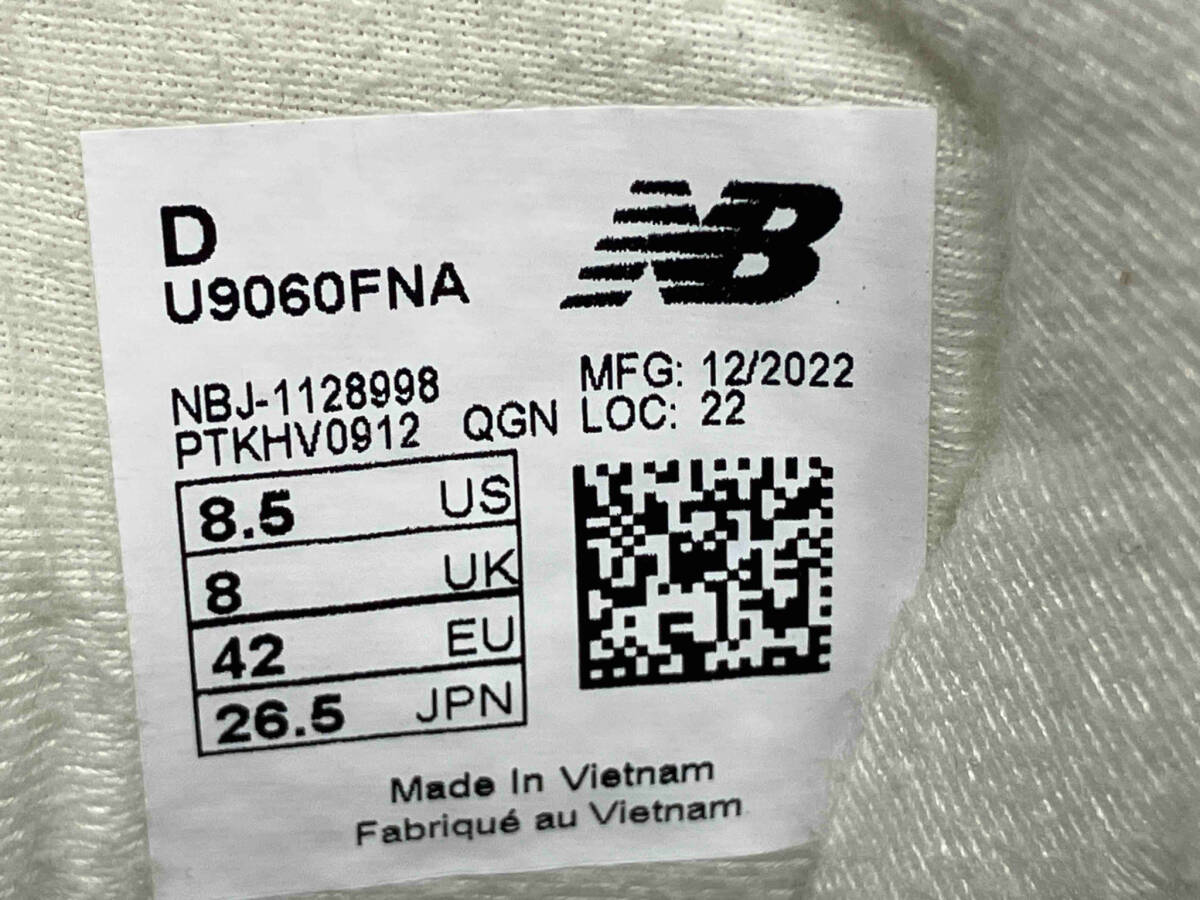 D
NB
U9060FNA
NBJ-1128998
MFG: 12/2022
PTKHV0912 QGN LOC: 22
8.5 US
8 UK
42 EU
26.5 JPN
Made In Vietnam
Fabriqué au Vietnam